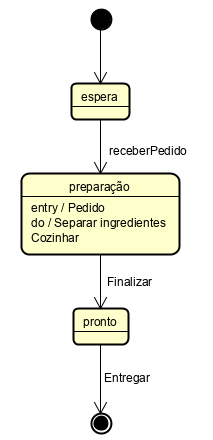 espera
receberPedido
preparação
entry / Pedido
do / Separar ingredientes
Cozinhar
Finalizar
pronto
Entregar